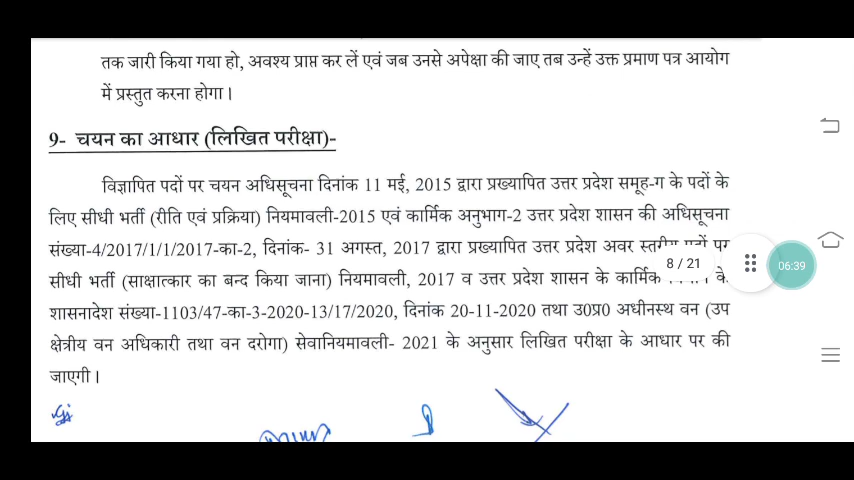 तक जारी किया गया हो, अवश्य प्राप्त कर लें एवं जब उनसे अपेक्षा की जाए तब उन्हें उक्त प्रमाण पत्र आयोग
में प्रस्तुत करना होगा ।
9- चयन का आधार (लिखित परीक्षा)-
विज्ञापित पदों पर चयन अधिसूचना दिनांक 11 मई, 2015 द्वारा प्रख्यापित उत्तर प्रदेश समूह-ग के पदों के
लिए सीधी भर्ती (रीति एवं प्रक्रिया) नियमावली-2015 एवं कार्मिक अनुभाग-2 उत्तर प्रदेश शासन की अधिसूचना
संख्या-4/2017/1/1/2017-का-2, दिनांक- 31 अगस्त, 2017 द्वारा प्रख्यापित उत्तर प्रदेश अवर स्तरीय पदों पर
सीधी भर्ती (साक्षात्कार का बन्द किया जाना) नियमावली, 2017 व उत्तर प्रदेश शासन के कार्मिक के
शासनादेश संख्या-1103/47-का-3-2020-13/17/2020, दिनांक 20-11-2020 तथा उ0प्र0 अधीनस्थ वन (उप
क्षेत्रीय वन अधिकारी तथा वन दरोगा) सेवानियमावली- 2021 के अनुसार लिखित परीक्षा के आधार पर की
जाएगी ।
8 / 21
06:39